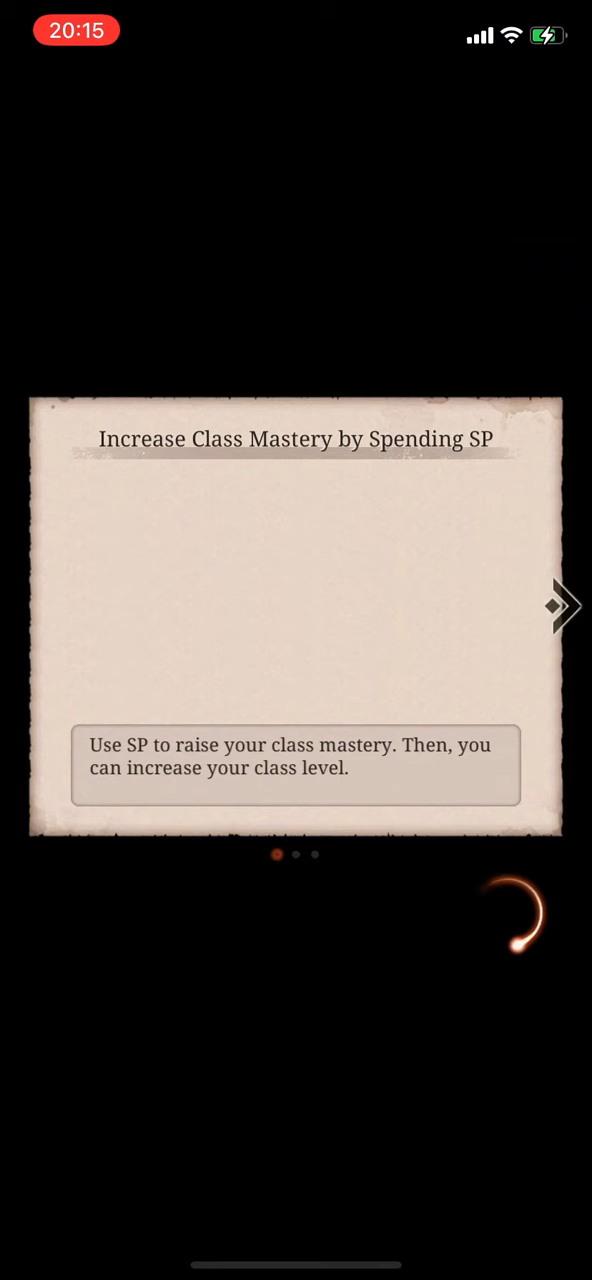 20:15
Increase Class Mastery by Spending SP
Use SP to raise your class mastery. Then, you
can increase your class level.